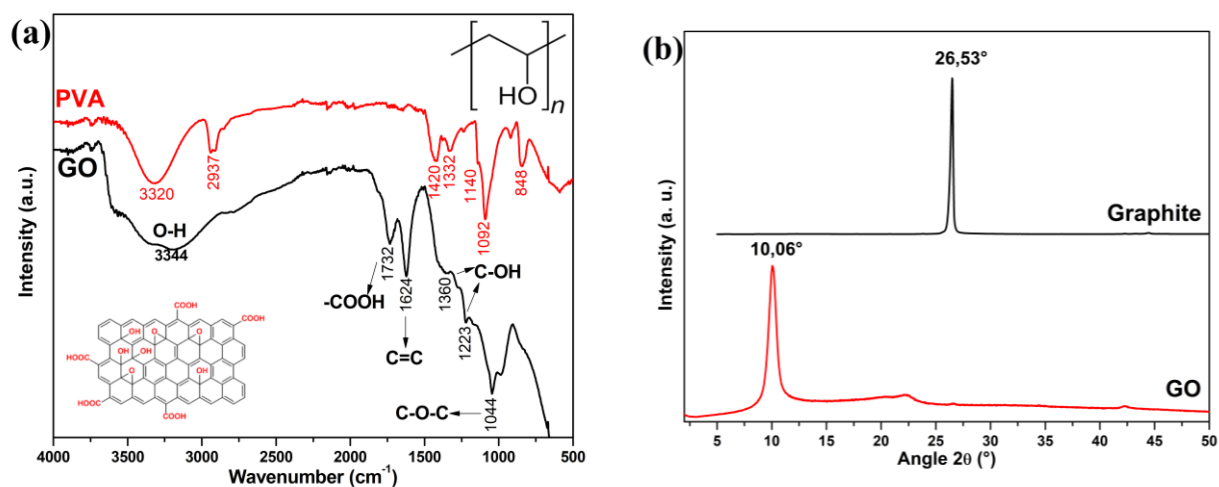 (a)
Intensity (a.u.)
PVA
GO
3320
2937
1420
1332
1140
1092
848
HO
n
O-H
3344
1732
1624
1360
1223
1044
-COOH
C=C
C-OH
C-O-C
COOH
COOH
OH
O
O
HOOC
OH
OH
O
OH
HOOC
COOH
4000 3500 3000 2500 2000 1500 1000 500
Wavenumber (cm⁻¹)
(b)
Intensity (a. u.)
26,53°
Graphite
10,06°
GO
5 10 15 20 25 30 35 40 45 50
Angle 2θ (°)